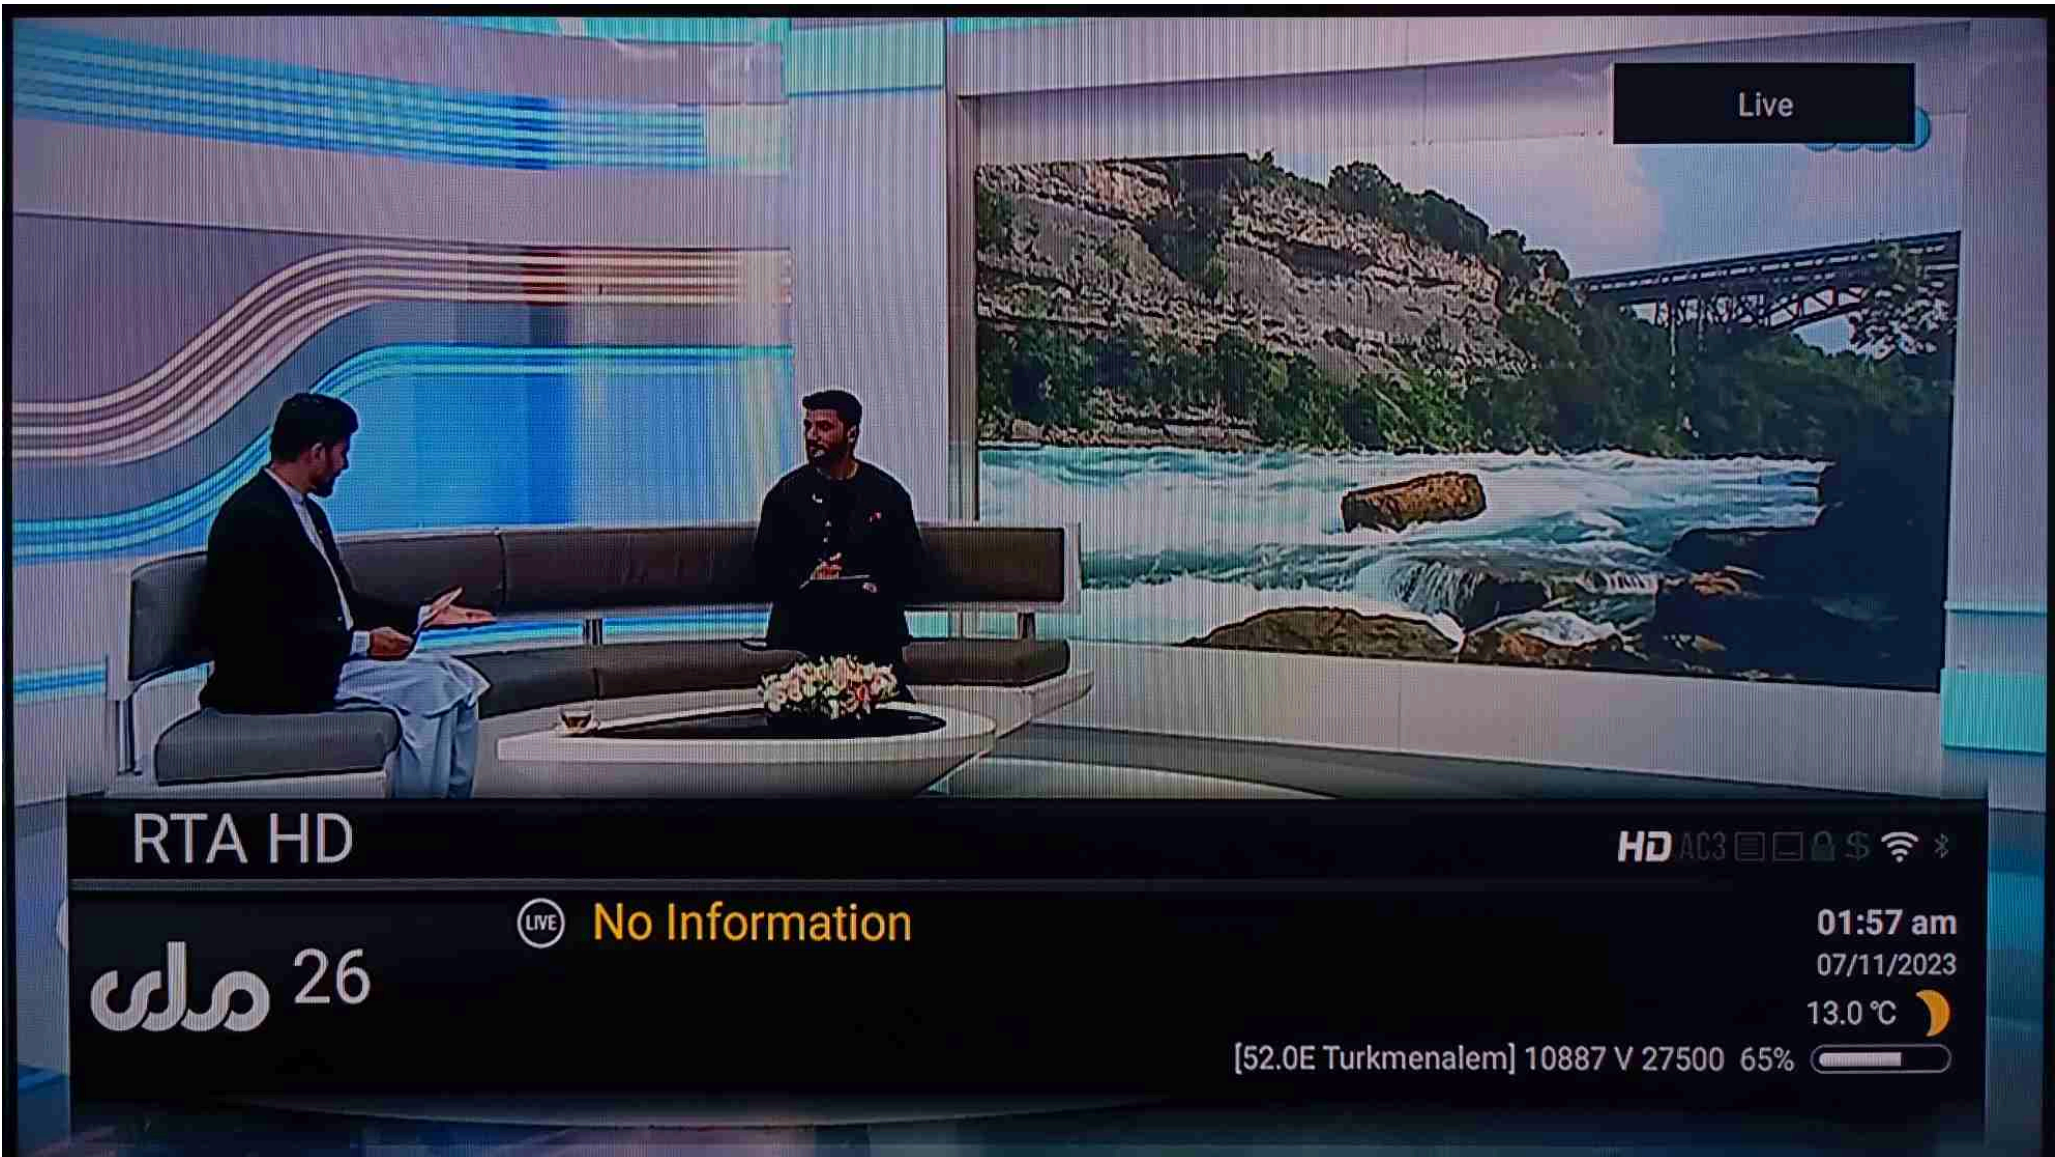 Live
RTA HD
HD AC3 $
LIVE No Information
ملی 26
01:57 am
07/11/2023
13.0 °C
[52.0E Turkmenalem] 10887 V 27500 65%